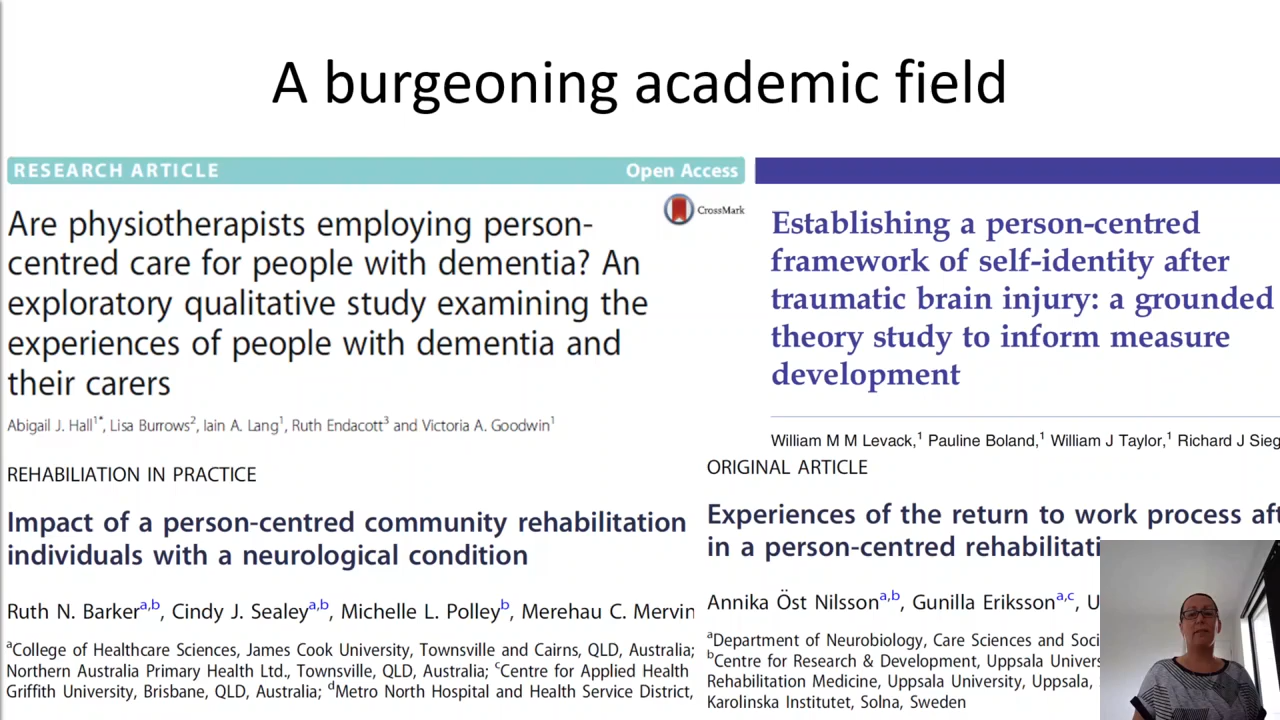 A burgeoning academic field
RESEARCH ARTICLE Open Access
CrossMark
Are physiotherapists employing person-
centred care for people with dementia? An
exploratory qualitative study examining the
experiences of people with dementia and
their carers
Abigail J. Hall1*, Lisa Burrows2, Iain A. Lang1, Ruth Endacott3 and Victoria A. Goodwin1
Establishing a person-centred
framework of self-identity after
traumatic brain injury: a grounded
theory study to inform measure
development
William M M Levack,1 Pauline Boland,1 William J Taylor,1 Richard J Sieg
REHABILIATION IN PRACTICE
Impact of a person-centred community rehabilitation
individuals with a neurological condition
Ruth N. Barkera,b, Cindy J. Sealeya,b, Michelle L. Polleyb, Merehau C. Mervin
aCollege of Healthcare Sciences, James Cook University, Townsville and Cairns, QLD, Australia;
Northern Australia Primary Health Ltd., Townsville, QLD, Australia; cCentre for Applied Health
Griffith University, Brisbane, QLD, Australia; dMetro North Hospital and Health Service District,
ORIGINAL ARTICLE
Experiences of the return to work process aft
in a person-centred rehabilitati
Annika Öst Nilssona,b, Gunilla Erikssona,c, U
aDepartment of Neurobiology, Care Sciences and Soci
bCentre for Research & Development, Uppsala Univers
Rehabilitation Medicine, Uppsala University, Uppsala,
Karolinska Institutet, Solna, Sweden